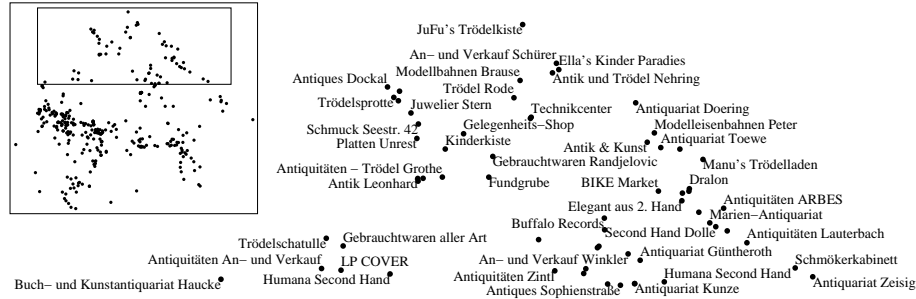 JuFu's Trödelkiste
An− und Verkauf Schürer
Ella's Kinder Paradies
Modellbahnen Brause
Antik und Trödel Nehring
Antiques Dockal
Trödel Rode
Trödelsprotte
Juwelier Stern
Technikcenter
Antiquariat Doering
Gelegenheits−Shop
Modelleisenbahnen Peter
Schmuck Seestr. 42
Platten Unrest
Kinderkiste
Antik & Kunst
Antiquariat Toewe
Gebrauchtwaren Randjelovic
Manu's Trödelladen
Antiquitäten − Trödel Grothe
Antik Leonhard
Fundgrube
BIKE Market
Dralon
Elegant aus 2. Hand
Antiquitäten ARBES
Marien−Antiquariat
Buffalo Records
Second Hand Dolle
Antiquitäten Lauterbach
Trödelschatulle
Gebrauchtwaren aller Art
Antiquariat Güntheroth
Antiquitäten An− und Verkauf
LP COVER
An− und Verkauf Winkler
Schmökerkabinett
Humana Second Hand
Antiquitäten Zintl
Humana Second Hand
Buch− und Kunstantiquariat Haucke
Antiques Sophienstraße
Antiquariat Kunze
Antiquariat Zeisig